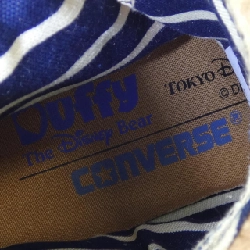 Duffy
The Disney Bear
TOKYO D
© D
CONVERSE